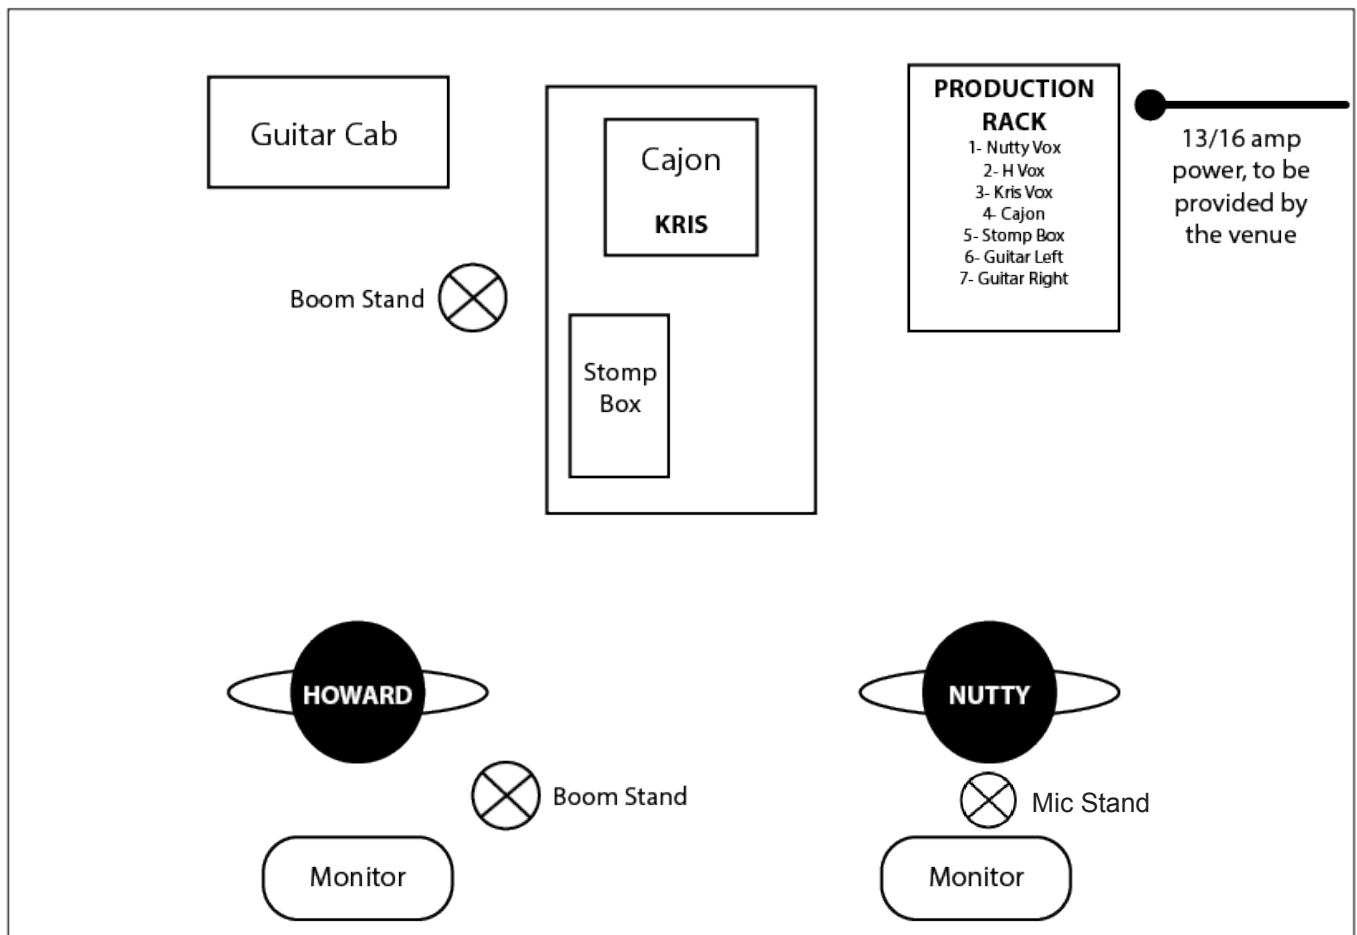 Guitar Cab
Cajon
KRIS
PRODUCTION
RACK
1- Nutty Vox
2- H Vox
3- Kris Vox
4- Cajon
5- Stomp Box
6- Guitar Left
7- Guitar Right
13/16 amp
power, to be
provided by
the venue
Boom Stand
Stomp
Box
HOWARD
NUTTY
Boom Stand
Mic Stand
Monitor
Monitor